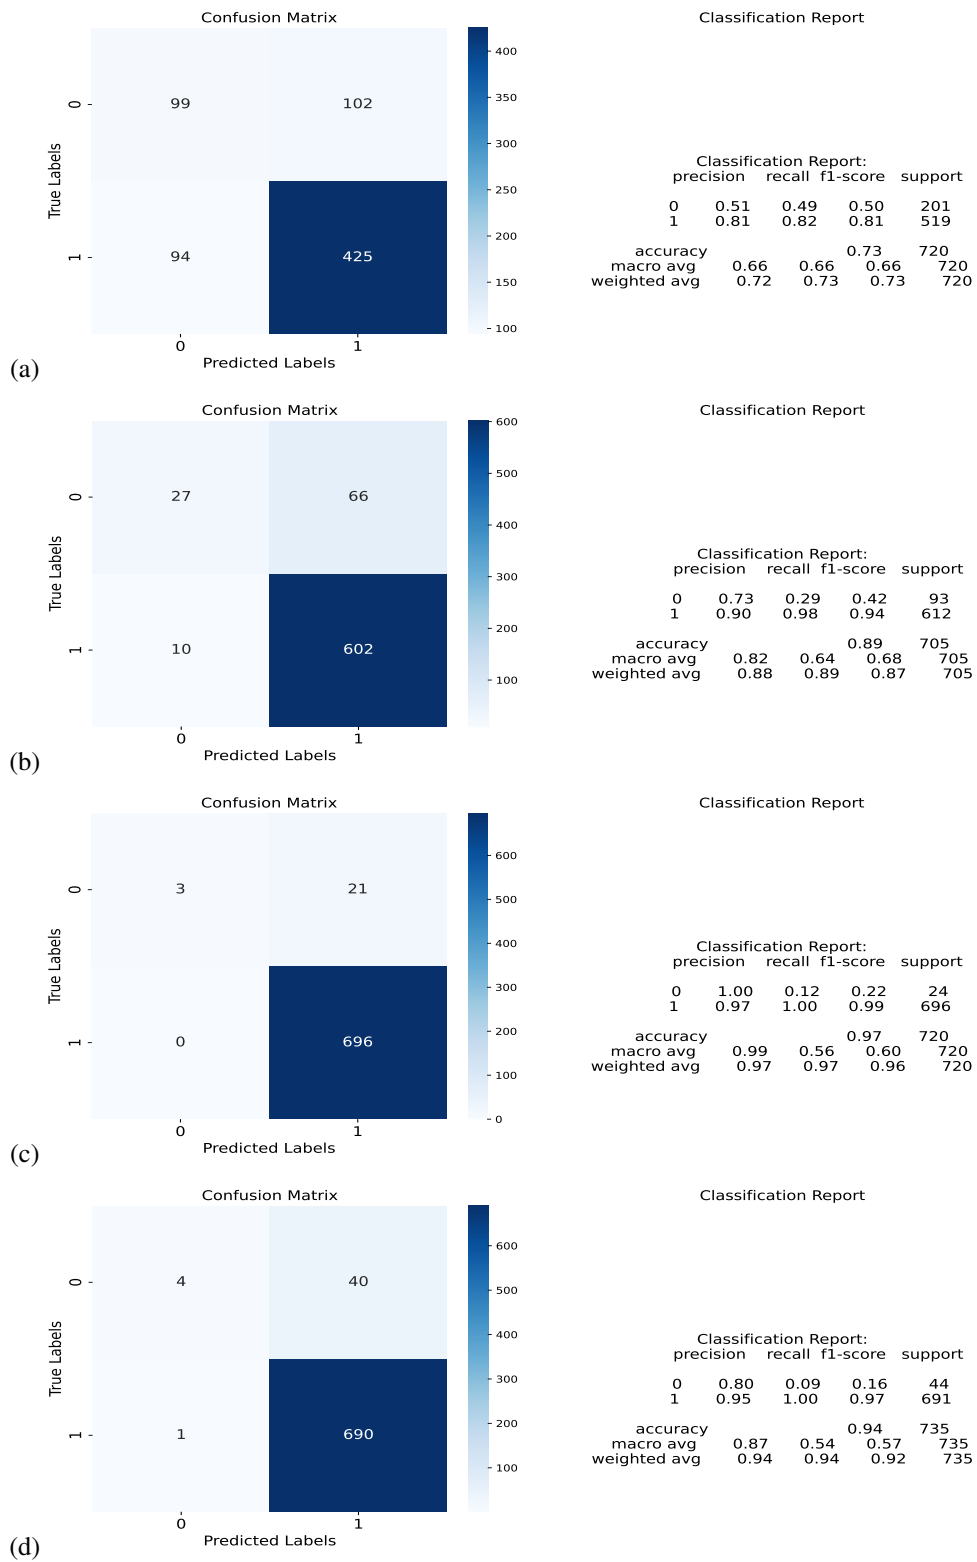 Confusion Matrix
Classification Report
400
350
300
250
200
150
100
0
99 102
True Labels
1
94 425
0 1
Predicted Labels
Classification Report:
precision recall f1-score support
0 0.51 0.49 0.50 201
1 0.81 0.82 0.81 519
accuracy 0.73 720
macro avg 0.66 0.66 0.66 720
weighted avg 0.72 0.73 0.73 720
(a)
Confusion Matrix
Classification Report
600
500
400
300
200
100
0
27 66
True Labels
1
10 602
0 1
Predicted Labels
Classification Report:
precision recall f1-score support
0 0.73 0.29 0.42 93
1 0.90 0.98 0.94 612
accuracy 0.89 705
macro avg 0.82 0.64 0.68 705
weighted avg 0.88 0.89 0.87 705
(b)
Confusion Matrix
Classification Report
600
500
400
300
200
100
0
0
3 21
True Labels
1
0 696
0 1
Predicted Labels
Classification Report:
precision recall f1-score support
0 1.00 0.12 0.22 24
1 0.97 1.00 0.99 696
accuracy 0.97 720
macro avg 0.99 0.56 0.60 720
weighted avg 0.97 0.97 0.96 720
(c)
Confusion Matrix
Classification Report
600
500
400
300
200
100
0
4 40
True Labels
1
1 690
0 1
Predicted Labels
Classification Report:
precision recall f1-score support
0 0.80 0.09 0.16 44
1 0.95 1.00 0.97 691
accuracy 0.94 735
macro avg 0.87 0.54 0.57 735
weighted avg 0.94 0.94 0.92 735
(d)